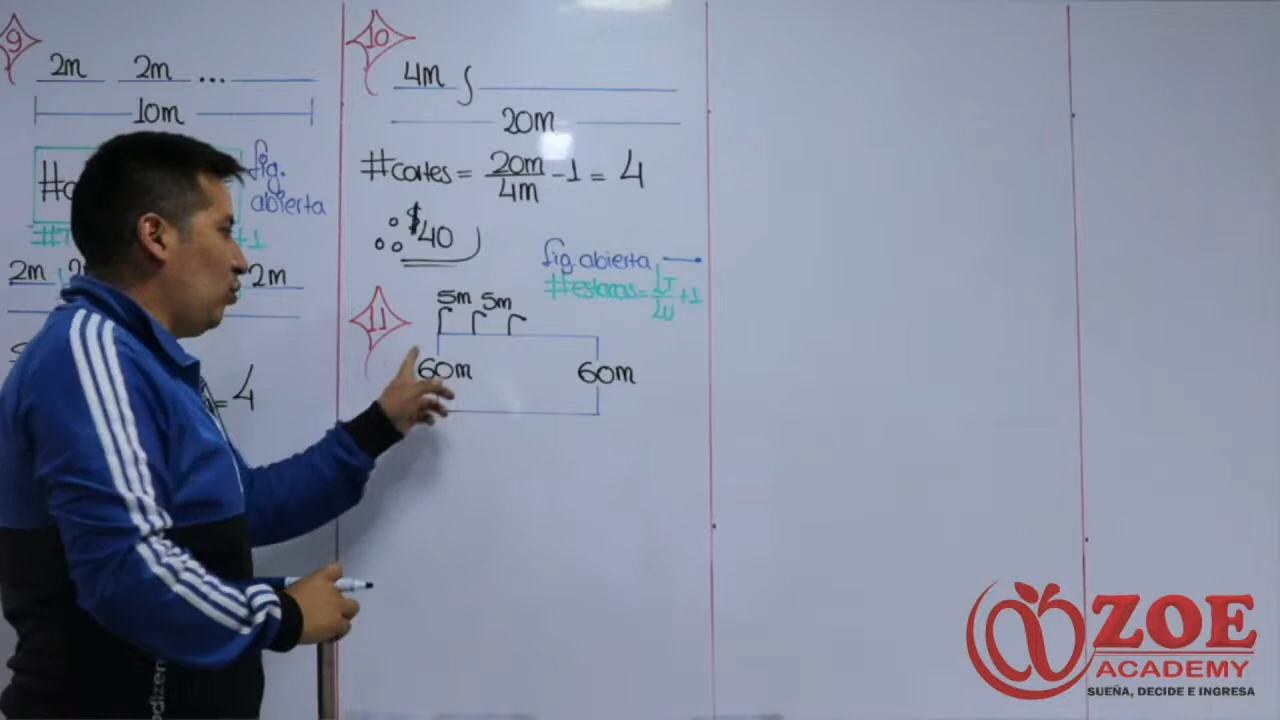 9
2m 2m ...
10m
fig.
abierta
+1
2m -2m
= 4
10
4m
20m
#cortes = 20m/4m - 1 = 4
$40
fig. abierta
#estacas = LT/LU + 1
11
5m 5m
60m 60m
ZOE
ACADEMY
SUEÑA, DECIDE E INGRESA